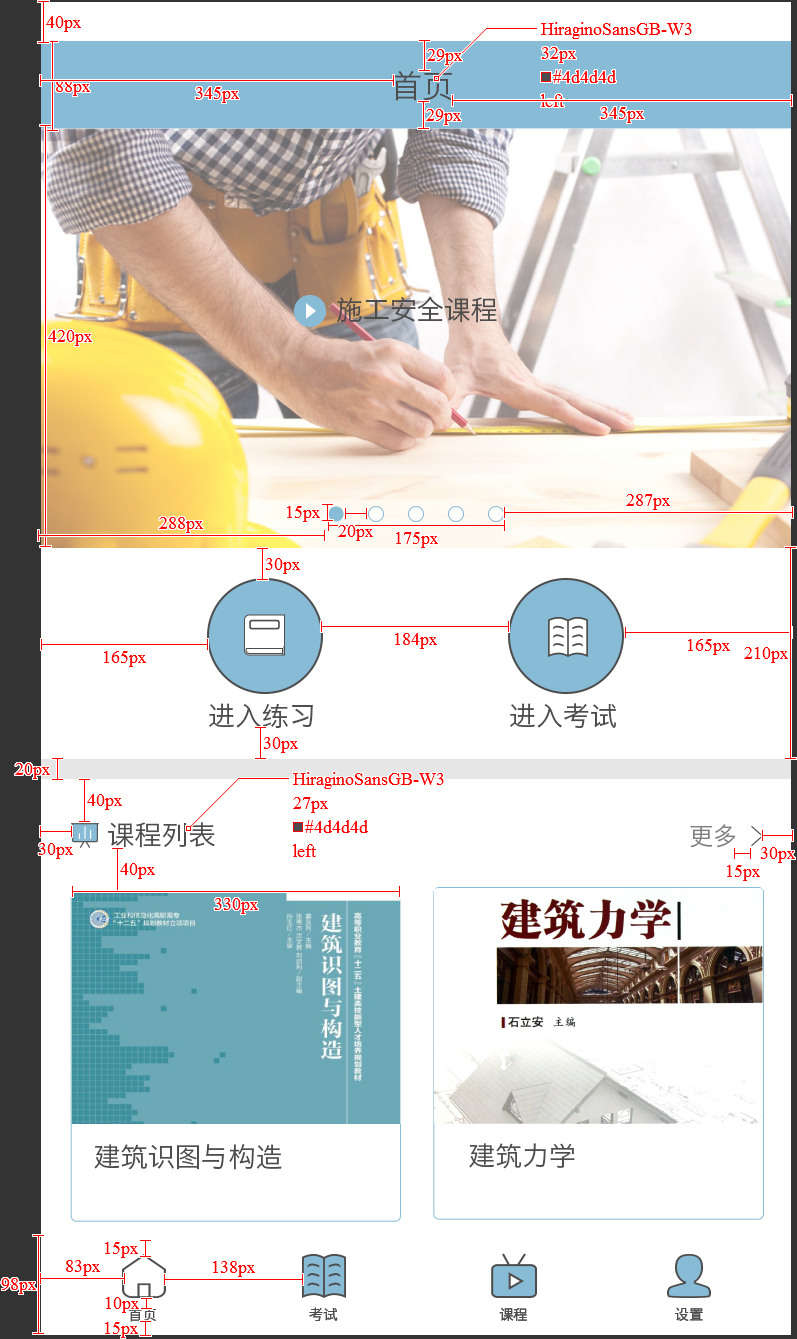 40px
HiraginoSansGB-W3
32px
#4d4d4d
left
29px
88px
345px
首页
345px
29px
施工安全课程
420px
15px
287px
288px
20px
175px
30px
184px
165px
165px
210px
进入练习
进入考试
30px
20px
HiraginoSansGB-W3
27px
#4d4d4d
left
40px
课程列表
更多
30px
30px
15px
40px
330px
工业和信息化高职高专
“十二五”规划教材立项项目
高等职业教育“十二五”土建类技能型人才培养规划教材
建筑识图与构造
建筑力学
石立安 主编
建筑识图与构造
建筑力学
15px
83px
138px
98px
10px
首页
考试
课程
设置
15px